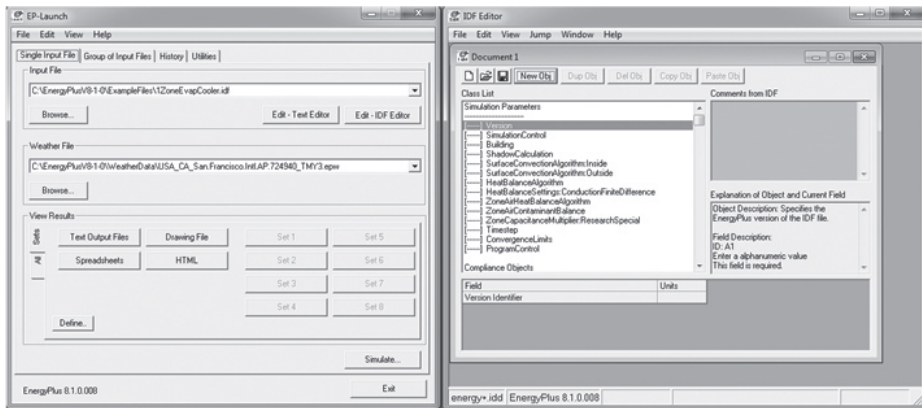 EP-Launch
File Edit View Help
Single Input File Group of Input Files History Utilities
Input File
C:\EnergyPlusV8-1-0\ExampleFiles\1ZoneEvapCooler.idf
Browse... Edit - Text Editor Edit - IDF Editor
Weather File
C:\EnergyPlusV8-1-0\WeatherData\USA_CA_San.Francisco.Intl.AP.724940_TMY3.epw
Browse...
View Results
Sets
All
Text Output Files Drawing File Set 1 Set 5
Spreadsheets HTML Set 2 Set 6
Set 3 Set 7
Set 4 Set 8
Define..
Simulate...
EnergyPlus 8.1.0.008 Exit
IDF Editor
File Edit View Jump Window Help
Document 1
New Obj Dup Obj Del Obj Copy Obj Paste Obj
Class List
Simulation Parameters
[-----] Version
[-----] SimulationControl
[-----] Building
[-----] ShadowCalculation
[-----] SurfaceConvectionAlgorithm:Inside
[-----] SurfaceConvectionAlgorithm:Outside
[-----] HeatBalanceAlgorithm
[-----] HeatBalanceSettings:ConductionFiniteDifference
[-----] ZoneAirHeatBalanceAlgorithm
[-----] ZoneAirContaminantBalance
[-----] ZoneCapacitanceMultiplier:ResearchSpecial
[-----] Timestep
[-----] ConvergenceLimits
[-----] ProgramControl
Compliance Objects
Comments from IDF
Explanation of Object and Current Field
Object Description: Specifies the
EnergyPlus version of the IDF file.
Field Description:
ID: A1
Enter a alphanumeric value
This field is required.
Field Units
Version Identifier
energy+.idd EnergyPlus 8.1.0.008